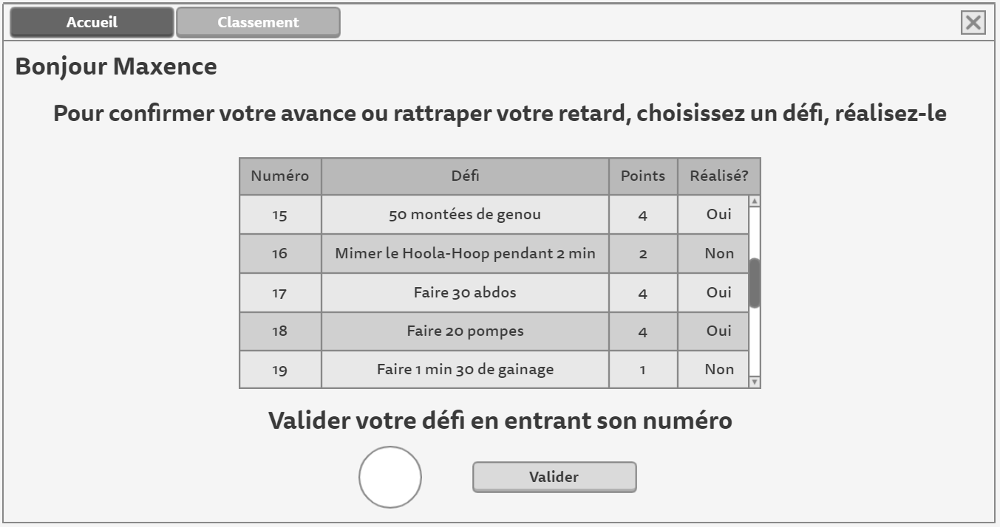 Accueil Classement
Bonjour Maxence
Pour confirmer votre avance ou rattraper votre retard, choisissez un défi, réalisez-le
Numéro Défi Points Réalisé?
15 50 montées de genou 4 Oui
16 Mimer le Hoola-Hoop pendant 2 min 2 Non
17 Faire 30 abdos 4 Oui
18 Faire 20 pompes 4 Oui
19 Faire 1 min 30 de gainage 1 Non
Valider votre défi en entrant son numéro
Valider